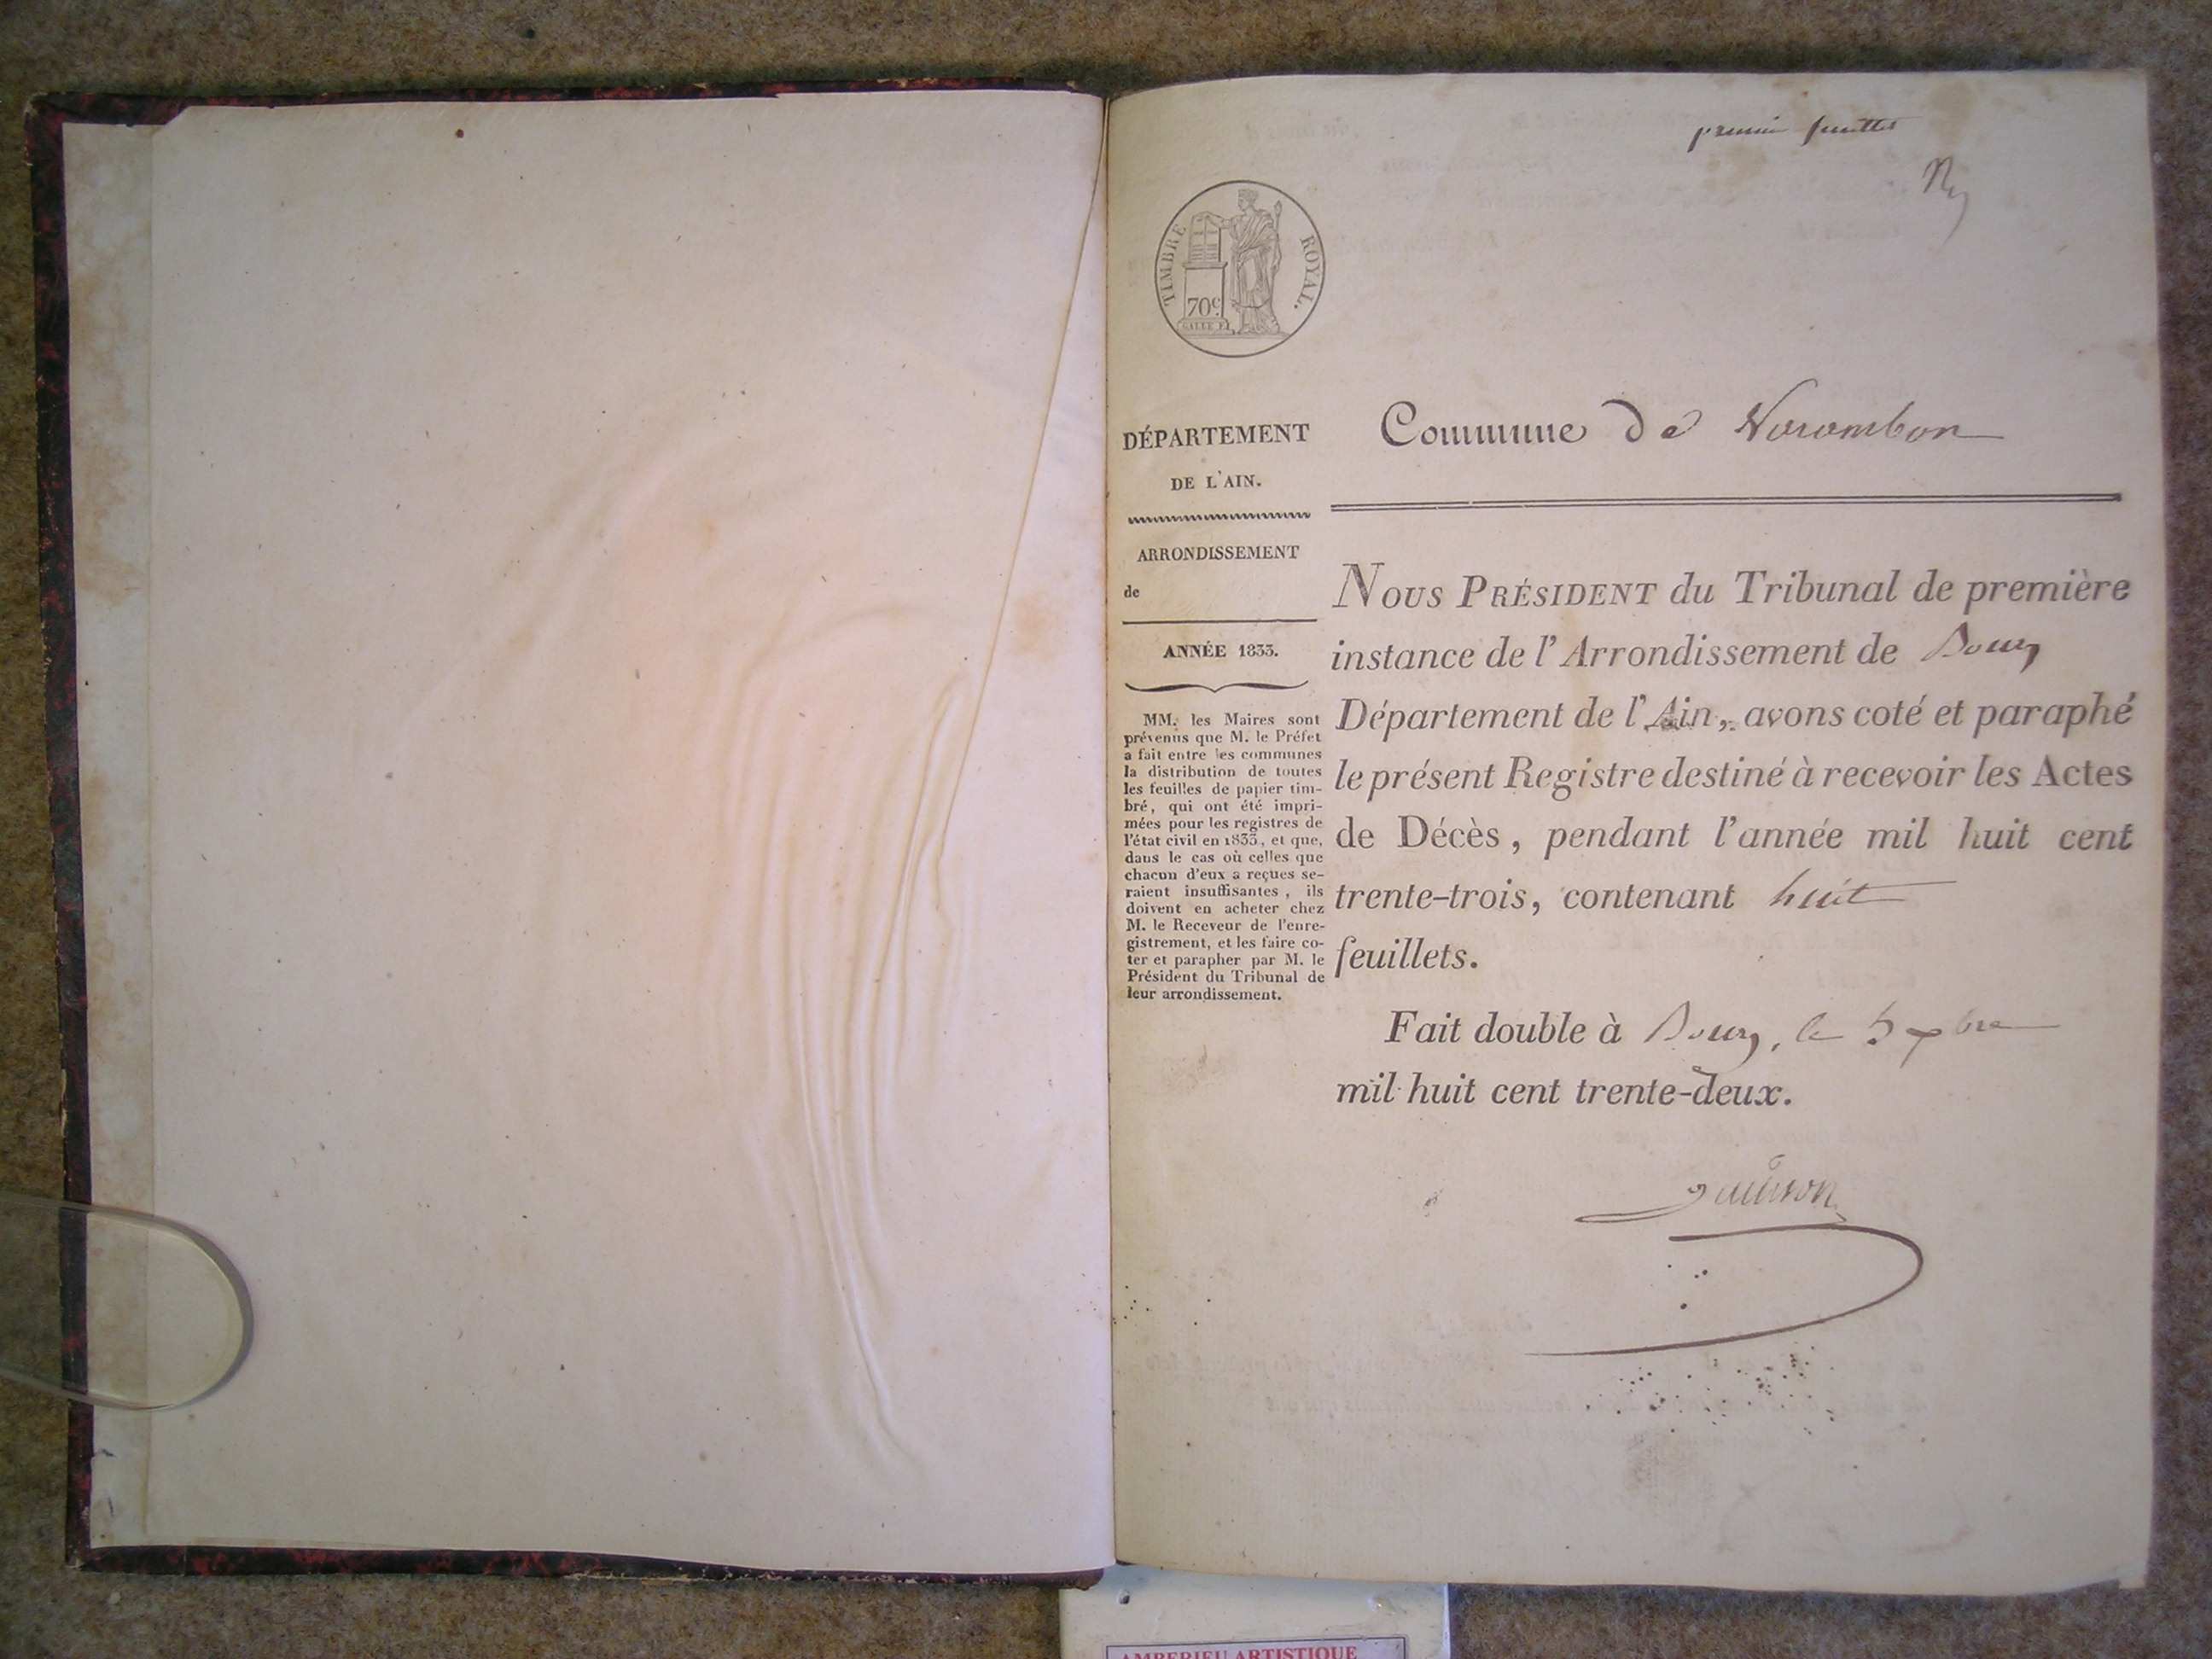 premier feuillet
TIMBRE ROYAL.
70c.
GALLE F.
DÉPARTEMENT
DE L'AIN.
ARRONDISSEMENT
de
ANNÉE 1833.
MM. les Maires sont
prévenus que M. le Préfet
a fait entre les communes
la distribution de toutes
les feuilles de papier tim-
bré, qui ont été impri-
mées pour les registres de
l'état civil en 1833, et que,
dans le cas où celles que
chacun d'eux a reçues se-
raient insuffisantes, ils
doivent en acheter chez
M. le Receveur de l'enre-
gistrement, et les faire co-
ter et parapher par M. le
Président du Tribunal de
leur arrondissement.
Commune de Varambon
NOUS PRÉSIDENT du Tribunal de première
instance de l'Arrondissement de Bourg
Département de l'Ain, avons coté et paraphé
le présent Registre destiné à recevoir les Actes
de Décès, pendant l'année mil huit cent
trente-trois, contenant huit
feuillets.
Fait double à Bourg, le 5 xbre
mil huit cent trente-deux.
AMBERIEU ARTISTIQUE